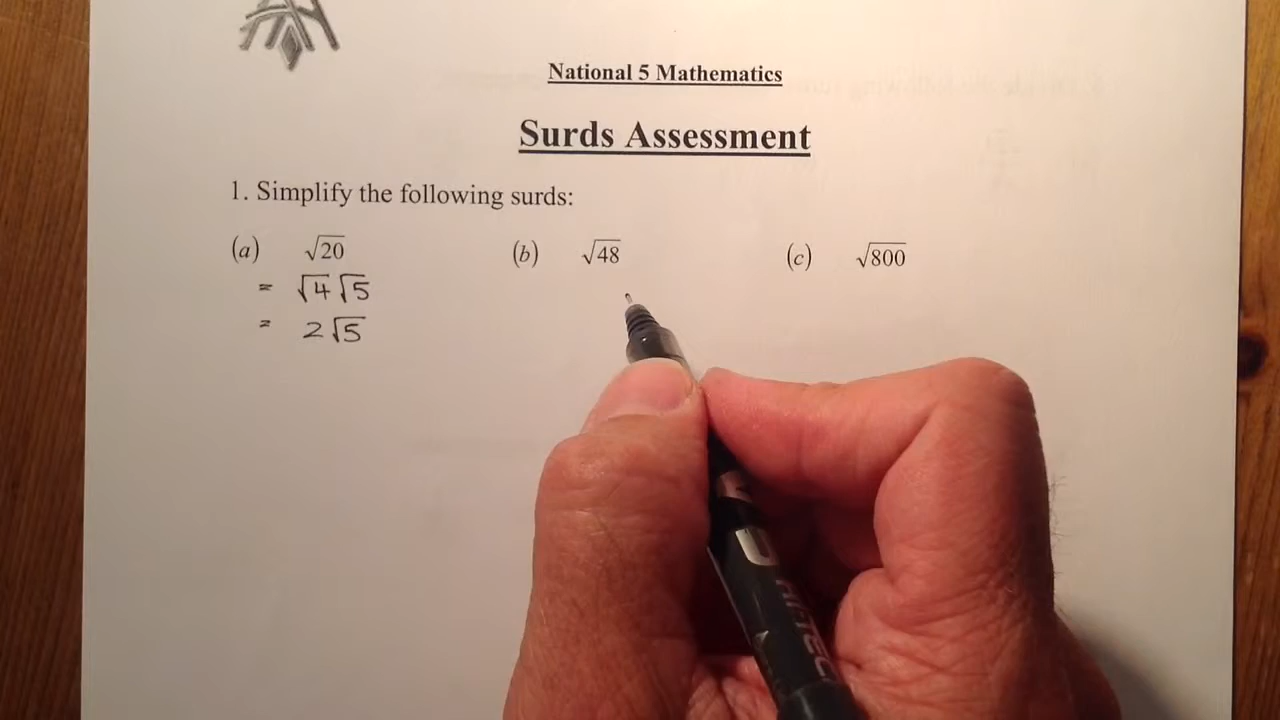 National 5 Mathematics
Surds Assessment
1. Simplify the following surds:
(a) √20 (b) √48 (c) √800
= √4 √5
= 2√5